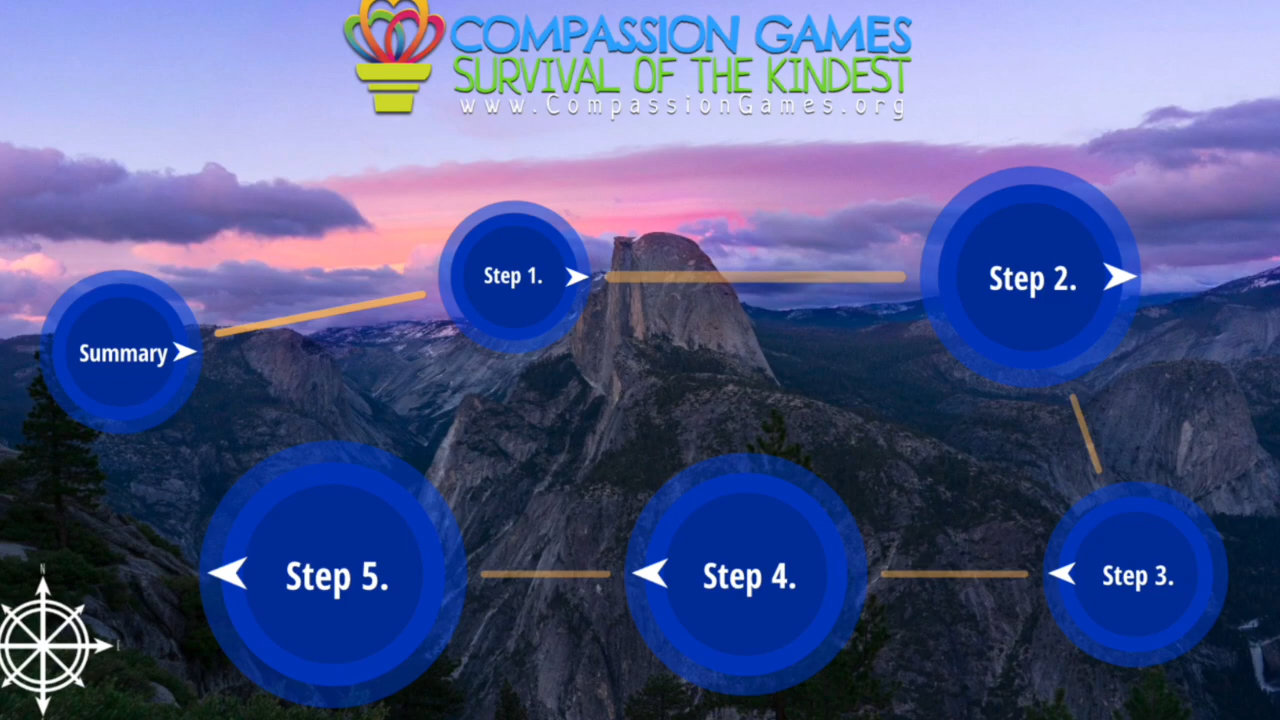 COMPASSION GAMES
SURVIVAL OF THE KINDEST
www.CompassionGames.org
Summary
Step 1.
Step 2.
Step 3.
Step 4.
Step 5.
N